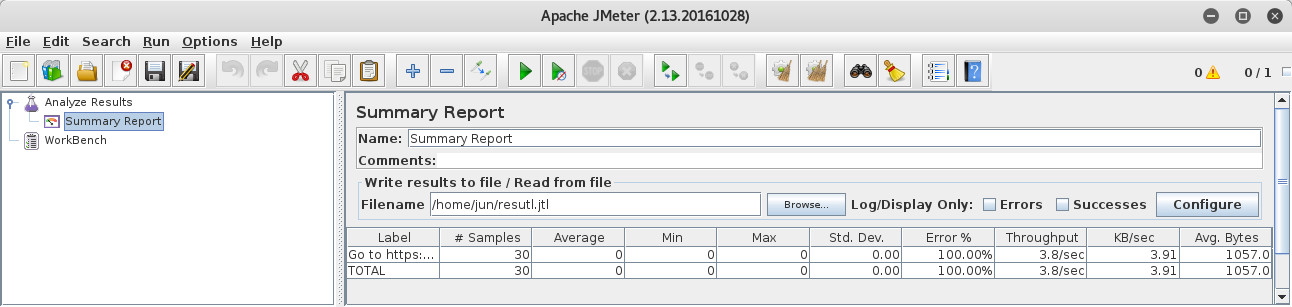 Apache JMeter (2.13.20161028)
File Edit Search Run Options Help
STOP 0 0 / 1
Analyze Results
Summary Report
WorkBench
Summary Report
Name: Summary Report
Comments:
Write results to file / Read from file
Filename /home/jun/resutl.jtl Browse... Log/Display Only: Errors Successes Configure
Label # Samples Average Min Max Std. Dev. Error % Throughput KB/sec Avg. Bytes
Go to https:... 30 0 0 0 0.00 100.00% 3.8/sec 3.91 1057.0
TOTAL 30 0 0 0 0.00 100.00% 3.8/sec 3.91 1057.0